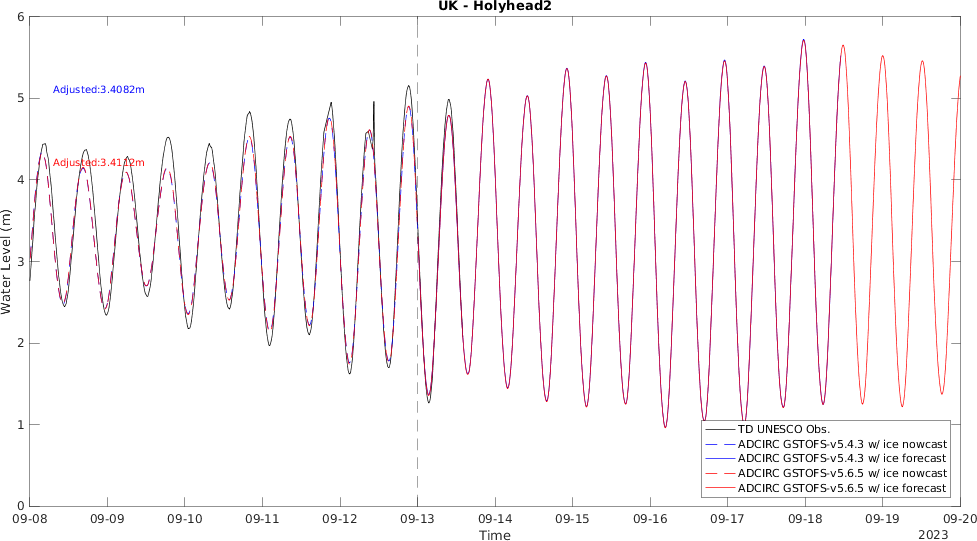 UK - Holyhead2
6
5
4
3
2
1
0
Water Level (m)
Adjusted:3.4082m
Adjusted:3.4112m
TD UNESCO Obs.
ADCIRC GSTOFS-v5.4.3 w/ ice nowcast
ADCIRC GSTOFS-v5.4.3 w/ ice forecast
ADCIRC GSTOFS-v5.6.5 w/ ice nowcast
ADCIRC GSTOFS-v5.6.5 w/ ice forecast
09-08 09-09 09-10 09-11 09-12 09-13 09-14 09-15 09-16 09-17 09-18 09-19 09-20
Time
2023